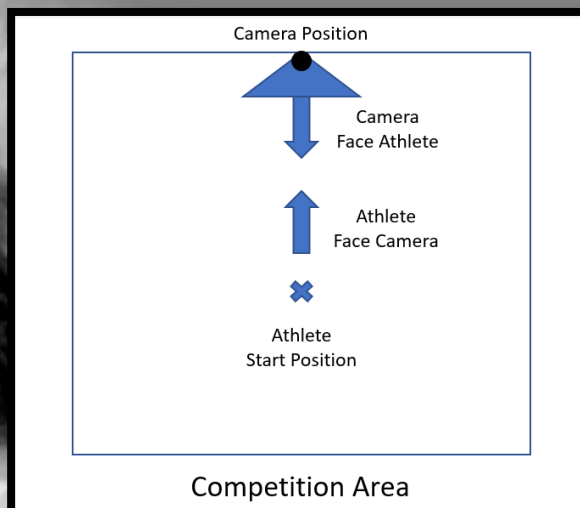 Camera Position
Camera
Face Athlete
Athlete
Face Camera
Athlete
Start Position
Competition Area